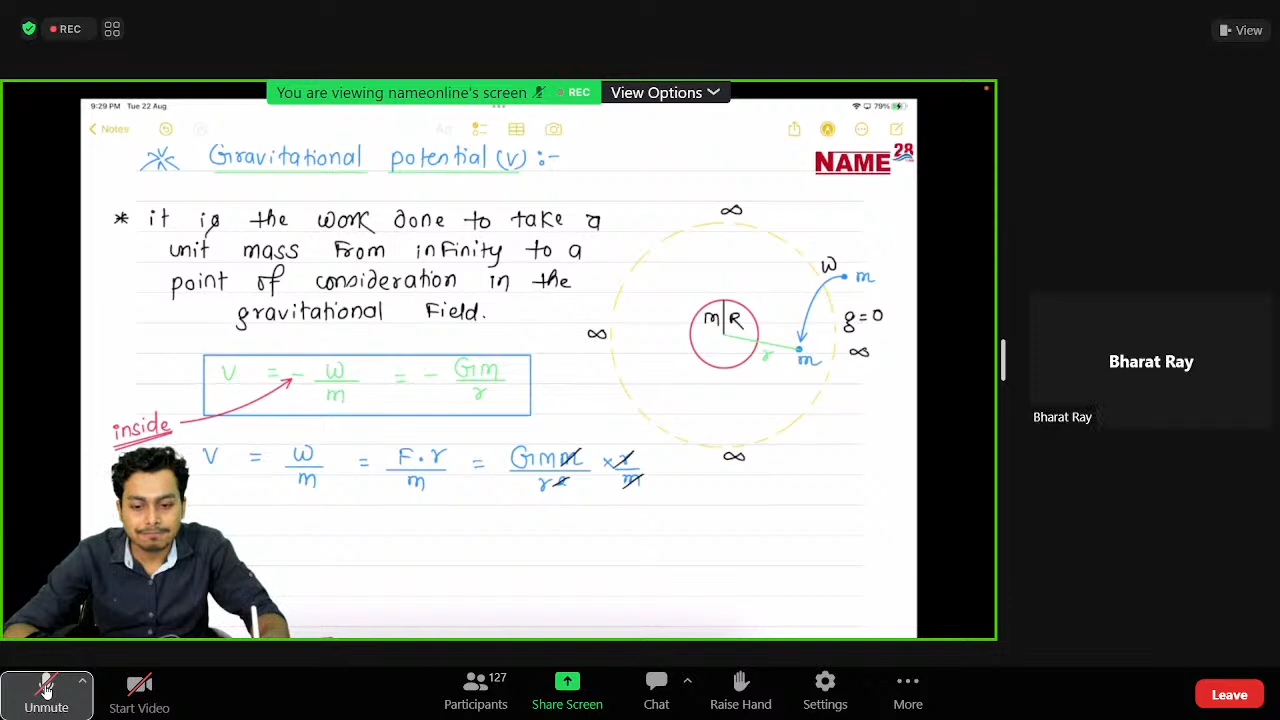 REC
View
You are viewing nameonline's screen
REC
View Options
9:29 PM Tue 22 Aug
79%
Notes
Gravitational potential (V) :-
NAME 28
* it is the work done to take a
unit mass from infinity to a
point of consideration in the
gravitational Field.
V = - W/m = - Gm/r
inside
V = W/m = F·r/m = Gmm/r² × r/m
∞
W
m
m R
g=0
∞
r
m
∞
∞
Bharat Ray
Bharat Ray
Unmute
Start Video
127
Participants
Share Screen
Chat
Raise Hand
Settings
More
Leave